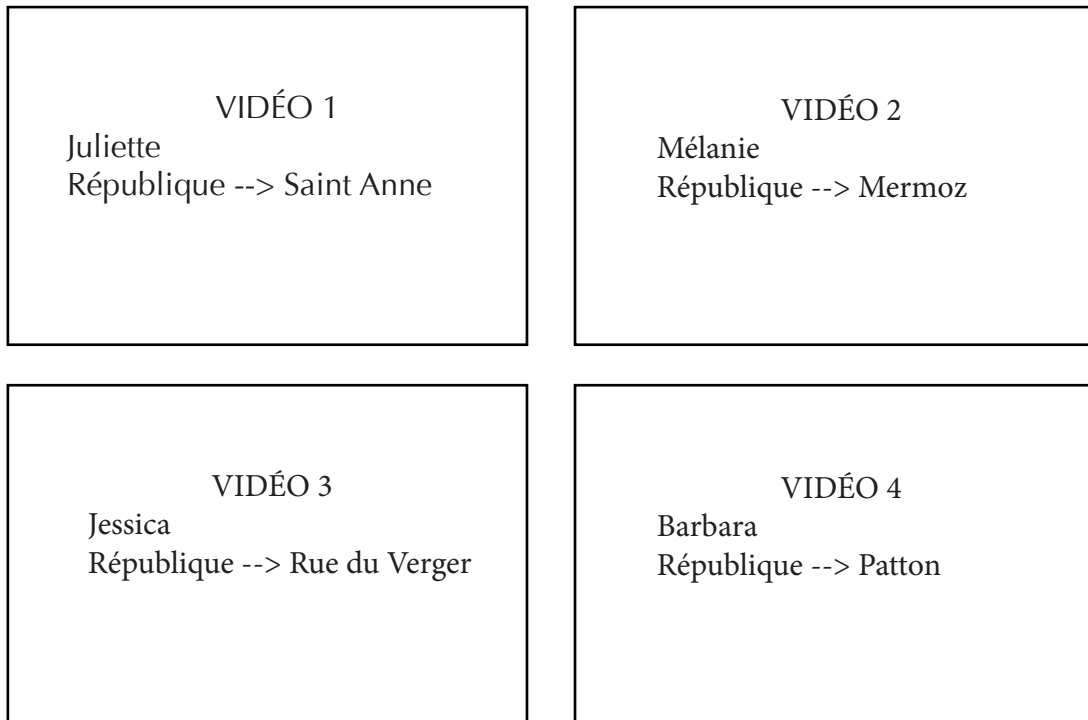 VIDÉO 1
Juliette
République --> Saint Anne
VIDÉO 2
Mélanie
République --> Mermoz
VIDÉO 3
Jessica
République --> Rue du Verger
VIDÉO 4
Barbara
République --> Patton